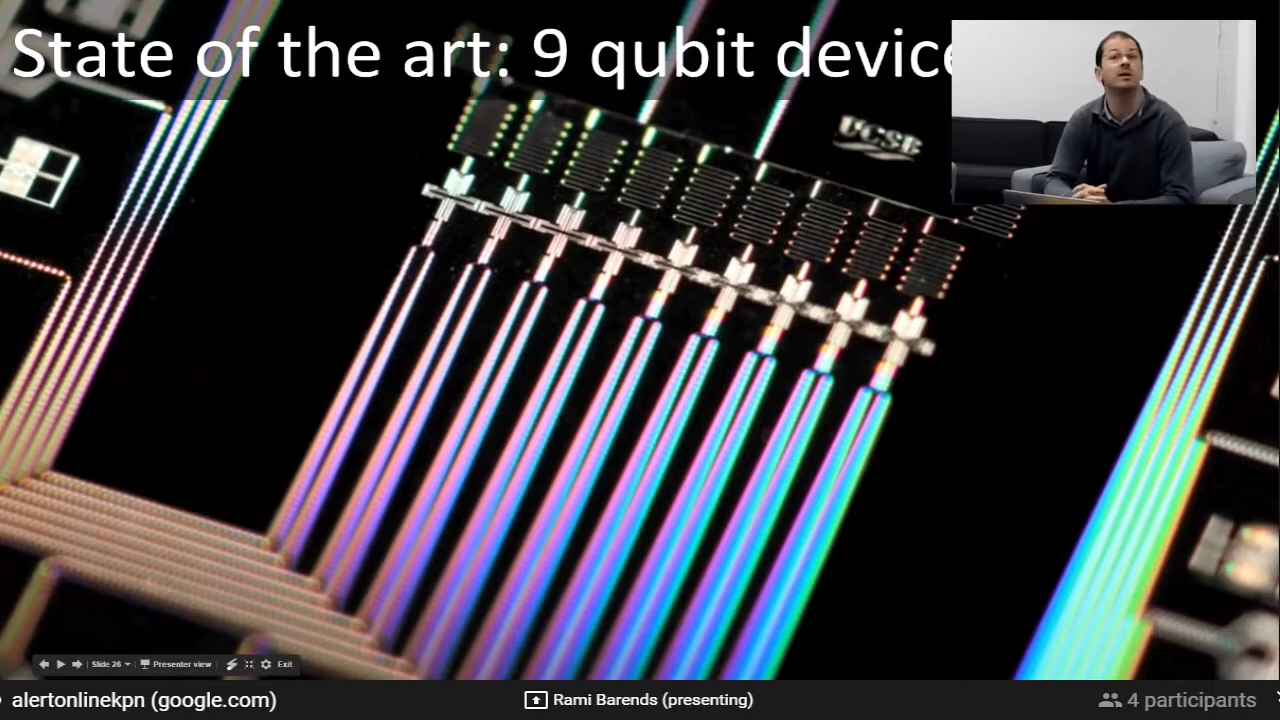 State of the art: 9 qubit device
UCSB
Slide 26
Presenter view
Exit
alertonlinekpn (google.com)
Rami Barends (presenting)
4 participants